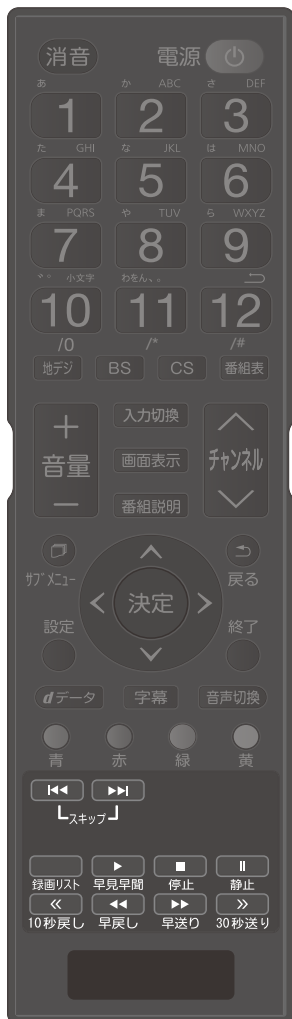 消音 電源
あ か ABC さ DEF
1 2 3
た GHI な JKL は MNO
4 5 6
ま PQRS や TUV ら WXYZ
7 8 9
小文字 わをん、。
10 11 12
/0 /* /#
地デジ BS CS 番組表
入力切換
+ 音量 − 画面表示 チャンネル
番組説明
サブメニュー 戻る
決定
設定 終了
dデータ 字幕 音声切換
青 赤 緑 黄
スキップ
録画リスト 早見早聞 停止 静止
10秒戻し 早戻し 早送り 30秒送り